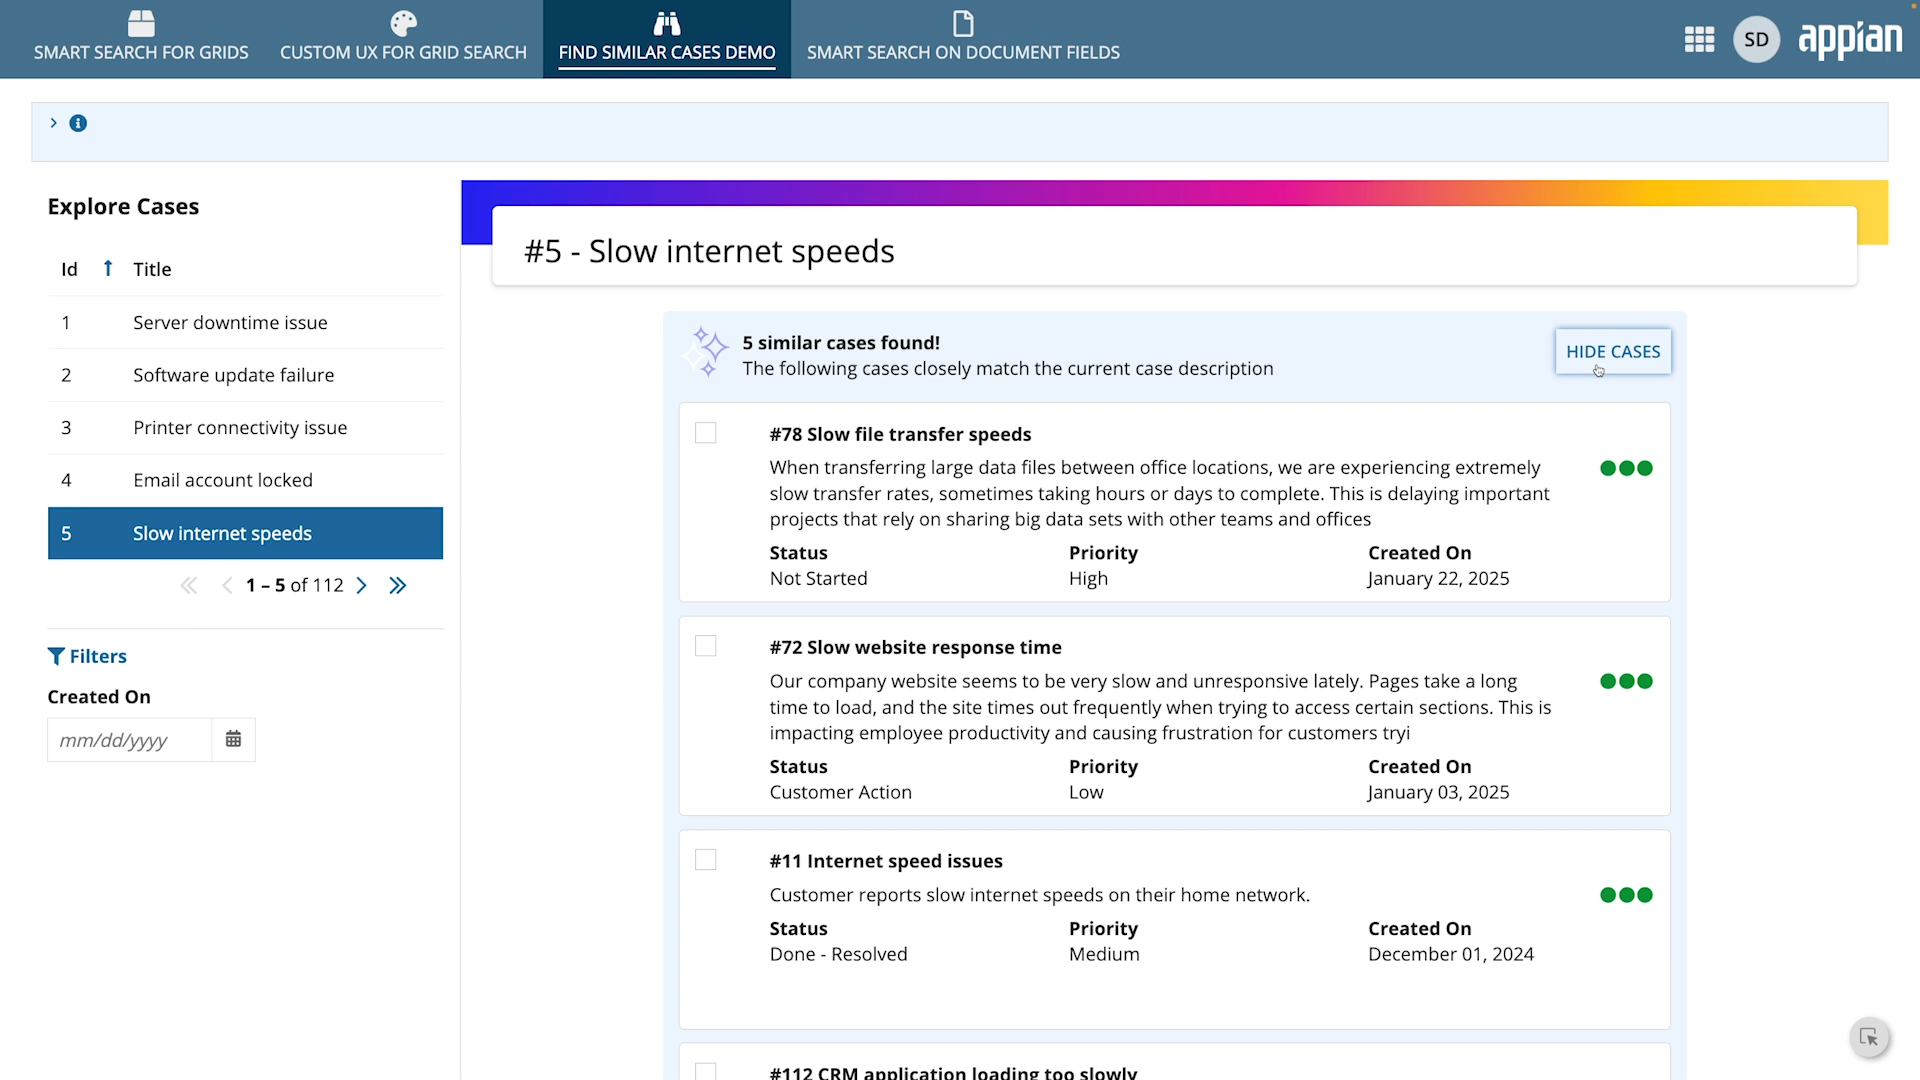 SMART SEARCH FOR GRIDS
CUSTOM UX FOR GRID SEARCH
FIND SIMILAR CASES DEMO
SMART SEARCH ON DOCUMENT FIELDS
SD
appian
Explore Cases
Id Title
1 Server downtime issue
2 Software update failure
3 Printer connectivity issue
4 Email account locked
5 Slow internet speeds
1 – 5 of 112
Filters
Created On
mm/dd/yyyy
#5 - Slow internet speeds
5 similar cases found!
The following cases closely match the current case description
HIDE CASES
#78 Slow file transfer speeds
When transferring large data files between office locations, we are experiencing extremely
slow transfer rates, sometimes taking hours or days to complete. This is delaying important
projects that rely on sharing big data sets with other teams and offices
Status Priority Created On
Not Started High January 22, 2025
#72 Slow website response time
Our company website seems to be very slow and unresponsive lately. Pages take a long
time to load, and the site times out frequently when trying to access certain sections. This is
impacting employee productivity and causing frustration for customers tryi
Status Priority Created On
Customer Action Low January 03, 2025
#11 Internet speed issues
Customer reports slow internet speeds on their home network.
Status Priority Created On
Done - Resolved Medium December 01, 2024
#112 CRM application loading too slowly